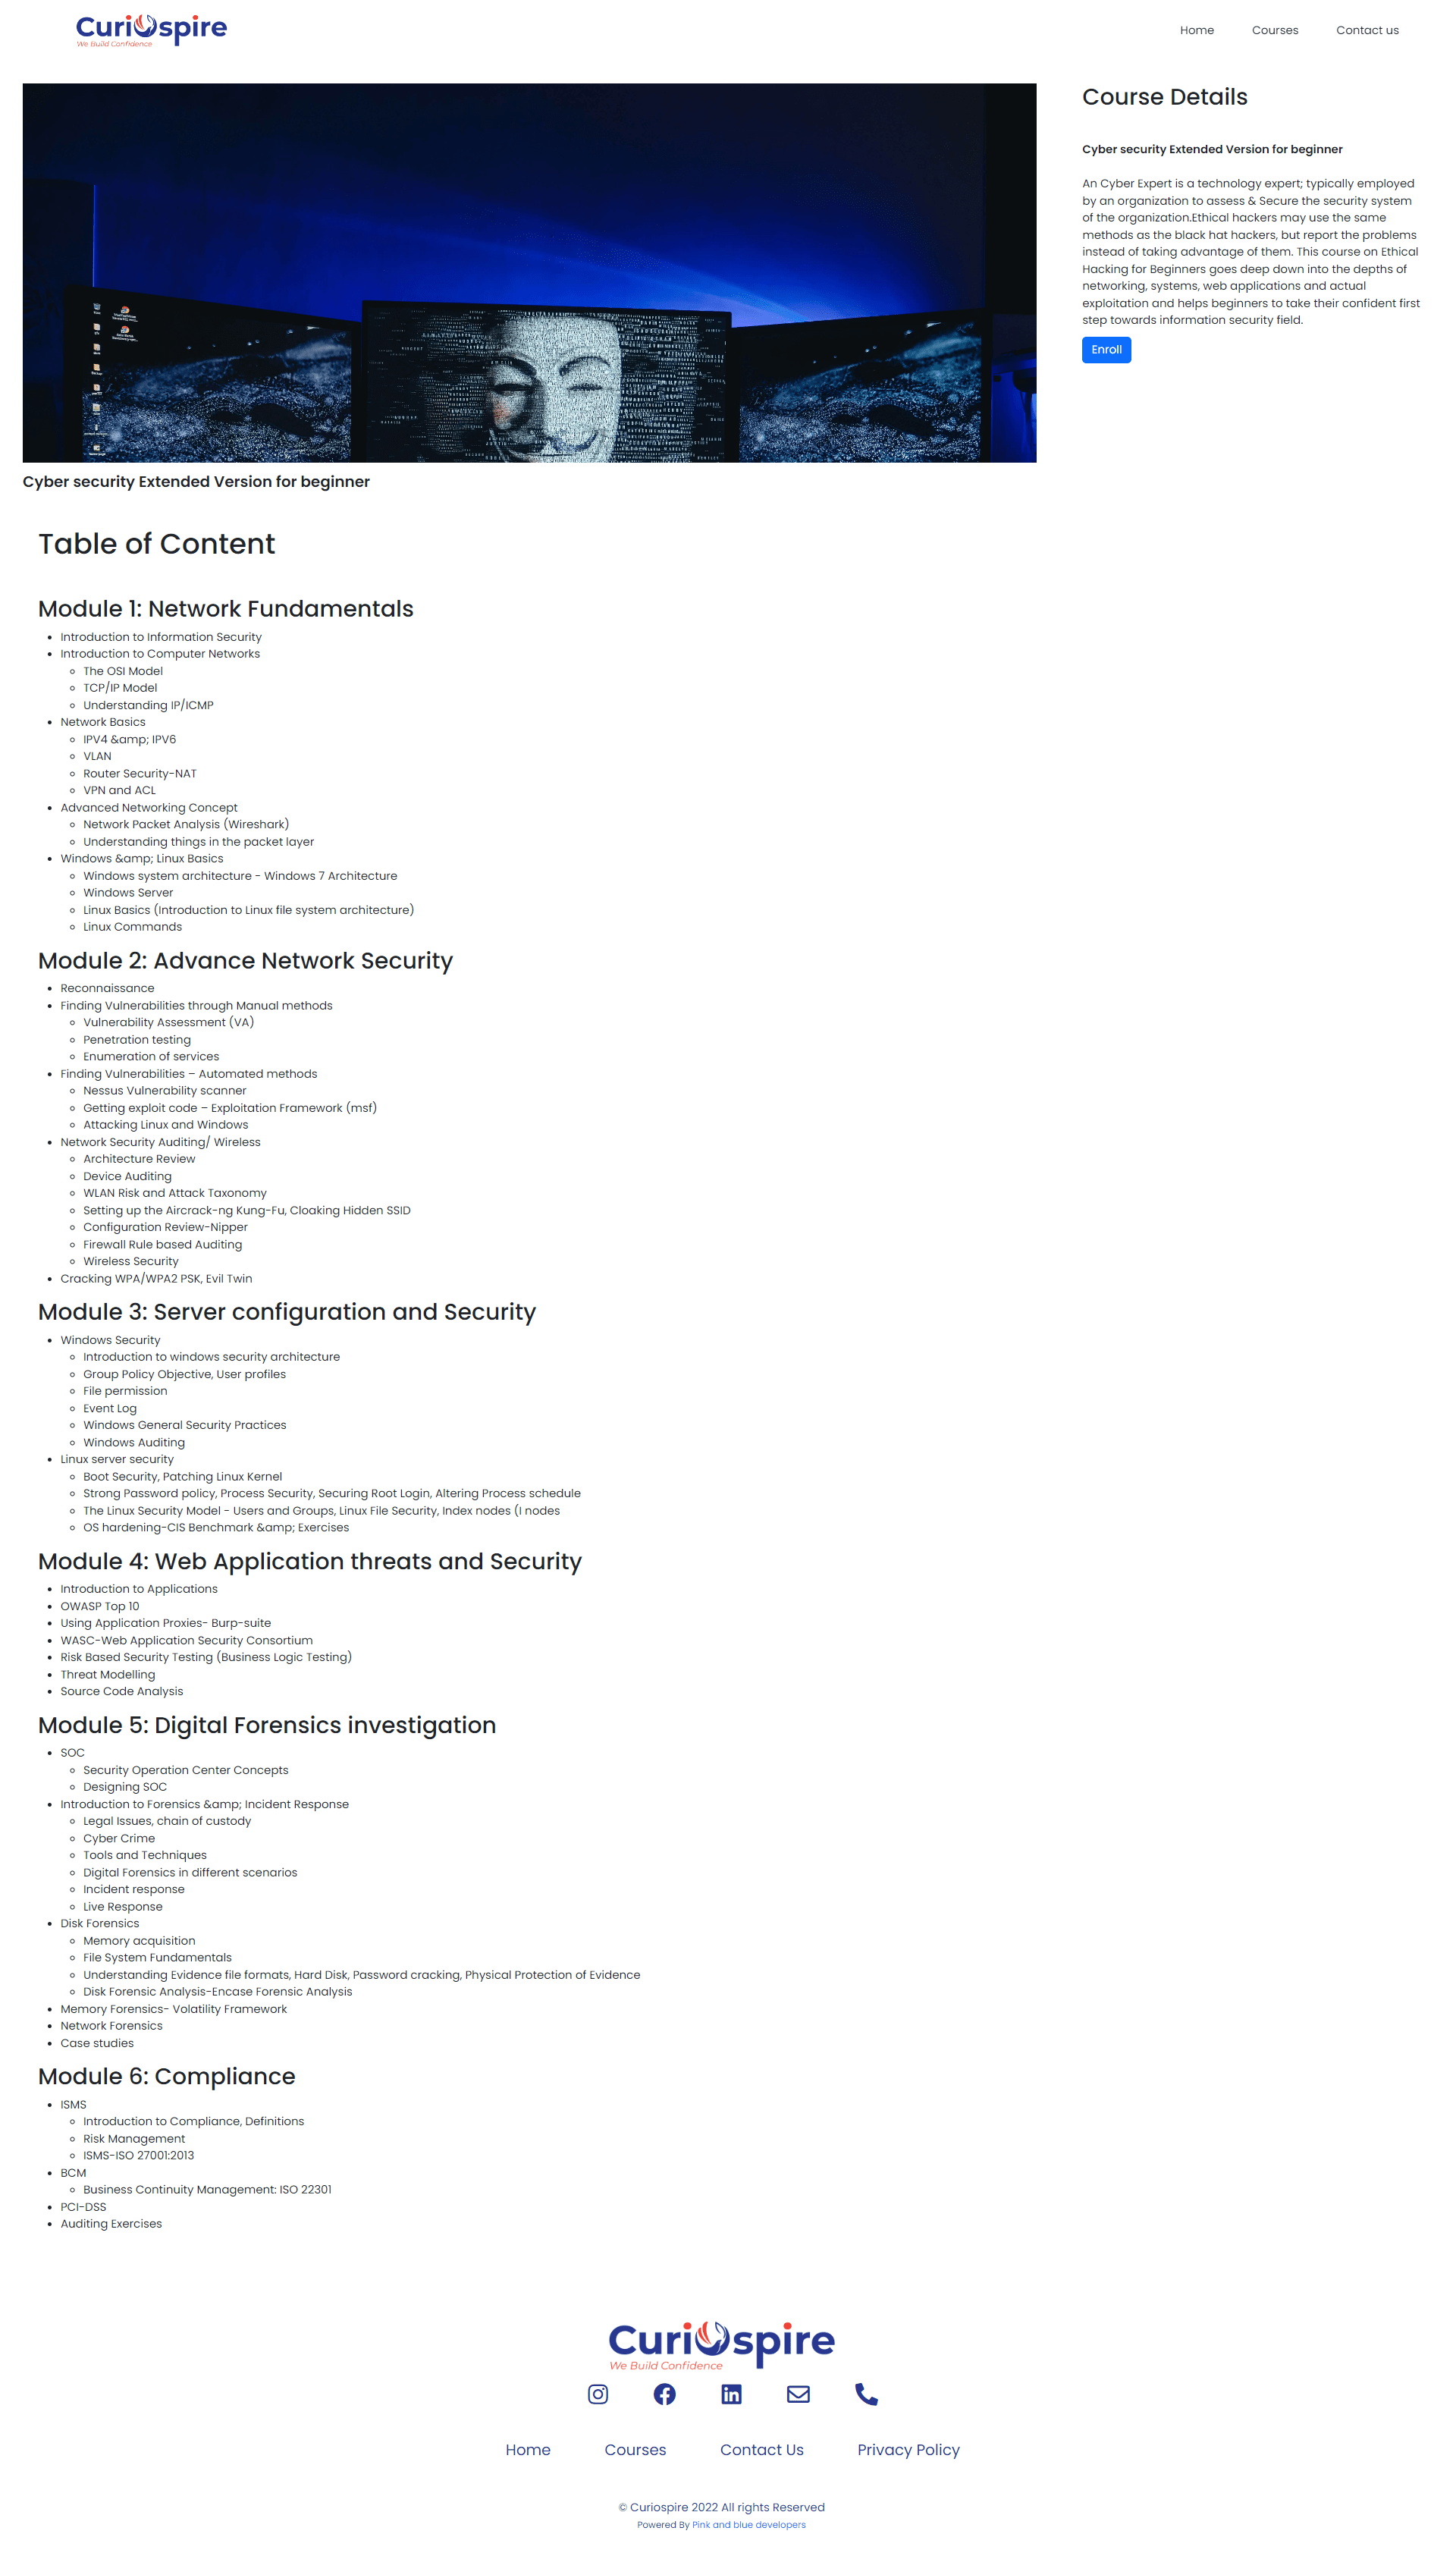 Curiospire
We Build Confidence
Home
Courses
Contact us
Course Details
Cyber security Extended Version for beginner
An Cyber Expert is a technology expert; typically employed
by an organization to assess & Secure the security system
of the organization.Ethical hackers may use the same
methods as the black hat hackers, but report the problems
instead of taking advantage of them. This course on Ethical
Hacking for Beginners goes deep down into the depths of
networking, systems, web applications and actual
exploitation and helps beginners to take their confident first
step towards information security field.
Enroll
Cyber security Extended Version for beginner
Table of Content
Module 1: Network Fundamentals
Introduction to Information Security
Introduction to Computer Networks
The OSI Model
TCP/IP Model
Understanding IP/ICMP
Network Basics
IPV4 &amp; IPV6
VLAN
Router Security-NAT
VPN and ACL
Advanced Networking Concept
Network Packet Analysis (Wireshark)
Understanding things in the packet layer
Windows &amp; Linux Basics
Windows system architecture - Windows 7 Architecture
Windows Server
Linux Basics (Introduction to Linux file system architecture)
Linux Commands
Module 2: Advance Network Security
Reconnaissance
Finding Vulnerabilities through Manual methods
Vulnerability Assessment (VA)
Penetration testing
Enumeration of services
Finding Vulnerabilities – Automated methods
Nessus Vulnerability scanner
Getting exploit code – Exploitation Framework (msf)
Attacking Linux and Windows
Network Security Auditing/ Wireless
Architecture Review
Device Auditing
WLAN Risk and Attack Taxonomy
Setting up the Aircrack-ng Kung-Fu, Cloaking Hidden SSID
Configuration Review-Nipper
Firewall Rule based Auditing
Wireless Security
Cracking WPA/WPA2 PSK, Evil Twin
Module 3: Server configuration and Security
Windows Security
Introduction to windows security architecture
Group Policy Objective, User profiles
File permission
Event Log
Windows General Security Practices
Windows Auditing
Linux server security
Boot Security, Patching Linux Kernel
Strong Password policy, Process Security, Securing Root Login, Altering Process schedule
The Linux Security Model - Users and Groups, Linux File Security, Index nodes (I nodes
OS hardening-CIS Benchmark &amp; Exercises
Module 4: Web Application threats and Security
Introduction to Applications
OWASP Top 10
Using Application Proxies- Burp-suite
WASC-Web Application Security Consortium
Risk Based Security Testing (Business Logic Testing)
Threat Modelling
Source Code Analysis
Module 5: Digital Forensics investigation
SOC
Security Operation Center Concepts
Designing SOC
Introduction to Forensics &amp; Incident Response
Legal Issues, chain of custody
Cyber Crime
Tools and Techniques
Digital Forensics in different scenarios
Incident response
Live Response
Disk Forensics
Memory acquisition
File System Fundamentals
Understanding Evidence file formats, Hard Disk, Password cracking, Physical Protection of Evidence
Disk Forensic Analysis-Encase Forensic Analysis
Memory Forensics- Volatility Framework
Network Forensics
Case studies
Module 6: Compliance
ISMS
Introduction to Compliance, Definitions
Risk Management
ISMS-ISO 27001:2013
BCM
Business Continuity Management: ISO 22301
PCI-DSS
Auditing Exercises
Curiospire
We Build Confidence
Home
Courses
Contact Us
Privacy Policy
© Curiospire 2022 All rights Reserved
Powered By Pink and blue developers